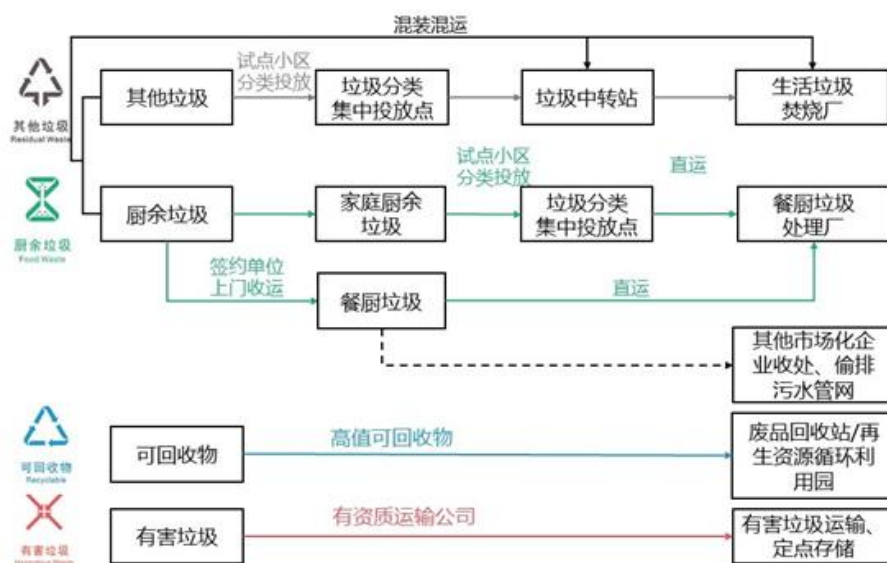 混装混运
试点小区
分类投放
其他垃圾
垃圾分类
集中投放点
垃圾中转站
生活垃圾
焚烧厂
其他垃圾
Residual Waste
试点小区
分类投放
直运
厨余垃圾
家庭厨余
垃圾
垃圾分类
集中投放点
餐厨垃圾
处理厂
厨余垃圾
Food Waste
签约单位
上门收运
餐厨垃圾
直运
其他市场化企
业收处、偷排
污水管网
可回收物
Recyclable
可回收物
高值可回收物
废品回收站/再
生资源循环利
用园
有害垃圾
有害垃圾
有资质运输公司
有害垃圾运输、
定点存储